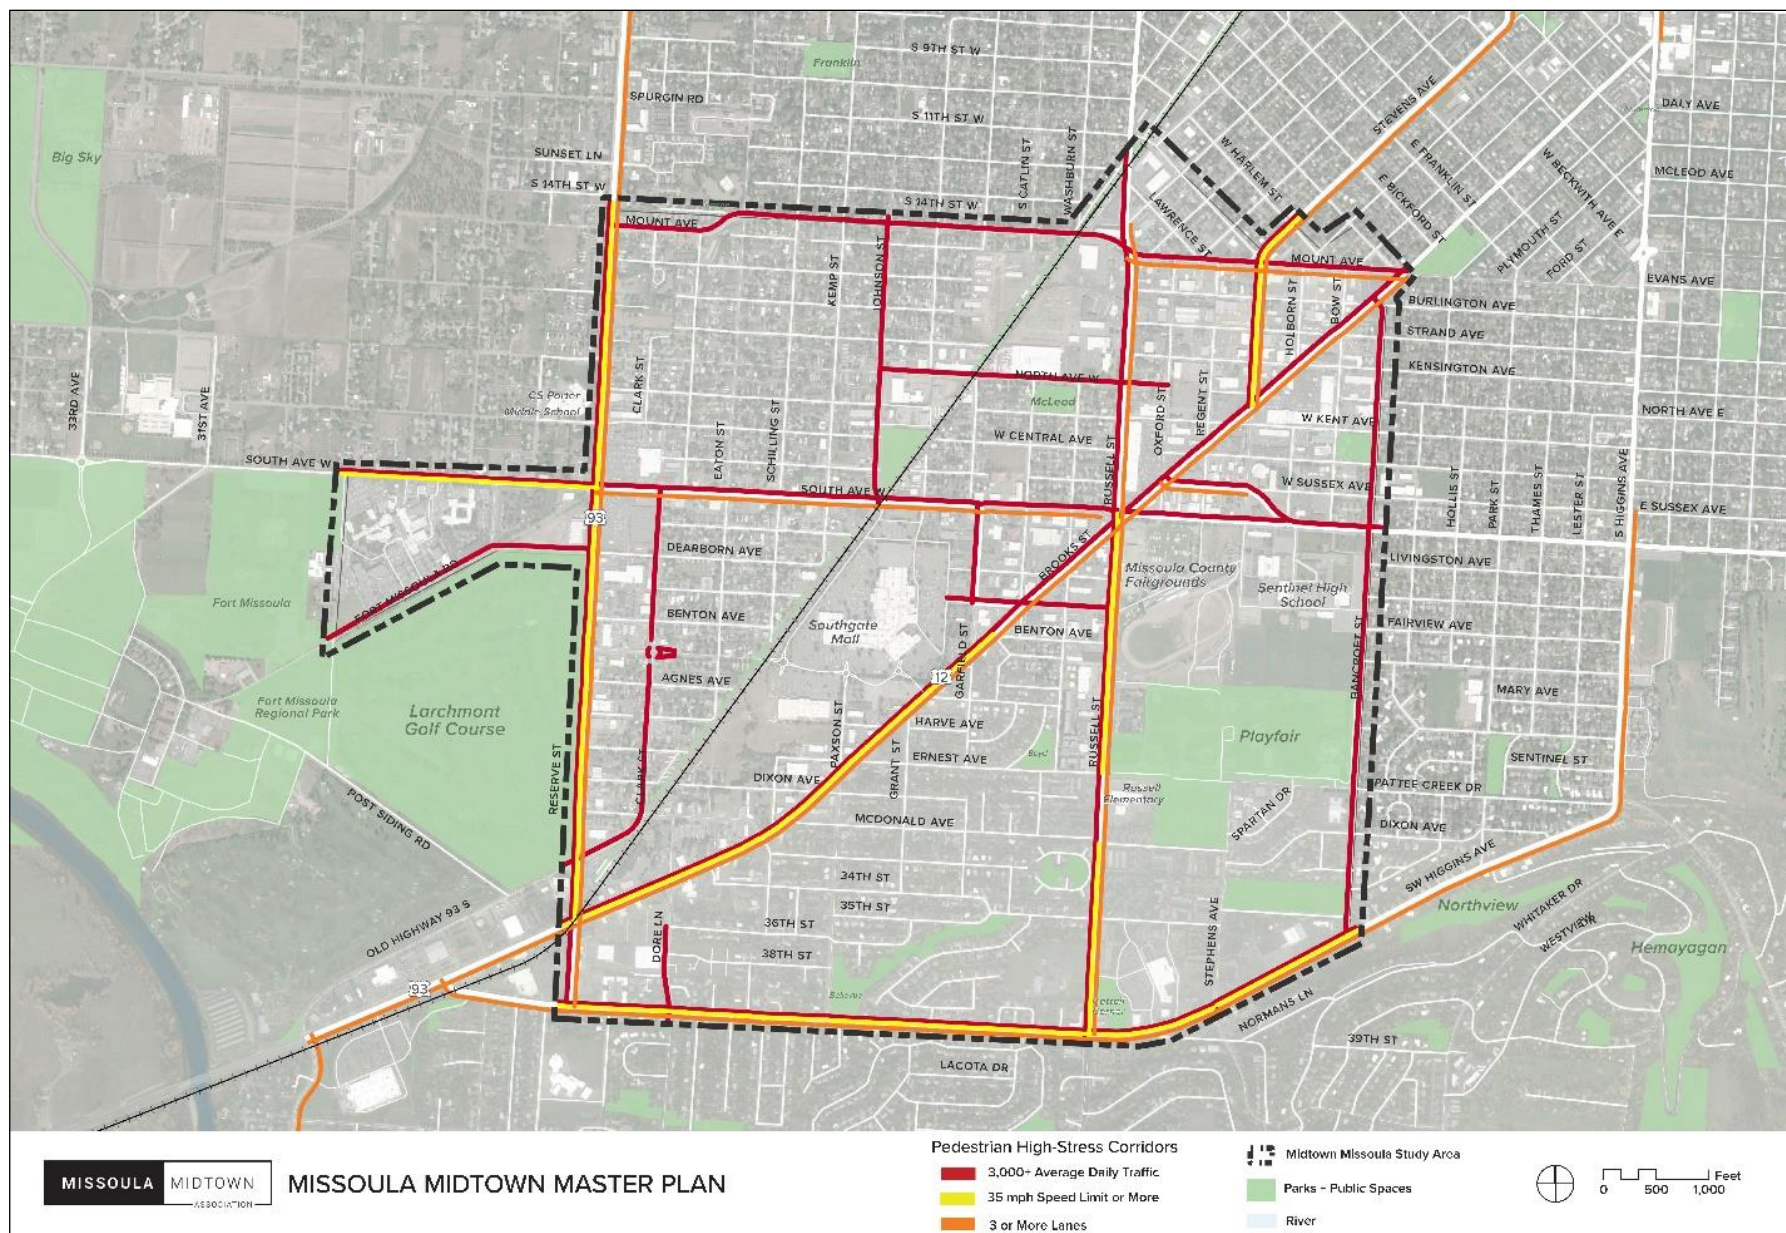 S 9TH ST W
Franklin
SPURGIN RD
STEVENS AVE
DALY AVE
S 11TH ST W
Big Sky
SUNSET LN
S CATLIN ST
WASHBURN ST
W HARLEM ST
E FRANKLIN ST
W BECKWITH AVE E
MCLEOD AVE
S 14TH ST W
S 14TH ST W
LAWRENCE ST
E BICKFORD ST
MOUNT AVE
PLYMOUTH ST
FORD ST
KEMP ST
JOHNSON ST
MOUNT AVE
EVANS AVE
HOLBORN ST
BOW ST
BURLINGTON AVE
STRAND AVE
KENSINGTON AVE
33RD AVE
31ST AVE
CS Porter
Middle School
CLARK ST
NORTH AVE W
McLeod
OXFORD ST
REGENT ST
NORTH AVE E
W KENT AVE
EATON ST
SCHILLING ST
W CENTRAL AVE
RUSSELL ST
SOUTH AVE W
SOUTH AVE W
W SUSSEX AVE
HOLLIS ST
PARK ST
THAMES ST
LESTER ST
S HIGGINS AVE
E SUSSEX AVE
93
DEARBORN AVE
BROOKS ST
LIVINGSTON AVE
Missoula County
Fairgrounds
Sentinel High
School
FORT MISSOULA RD
Fort Missoula
BENTON AVE
Southgate
Mall
BENTON AVE
FAIRVIEW AVE
GARFIELD ST
BANCROFT ST
AGNES AVE
12
MARY AVE
Fort Missoula
Regional Park
Larchmont
Golf Course
PAXSON ST
HARVE AVE
RUSSELL ST
Playfair
RESERVE ST
CLARK ST
DIXON AVE
GRANT ST
ERNEST AVE
Boyd
SENTINEL ST
PATTEE CREEK DR
Russell
Elementary
POST SIDING RD
MCDONALD AVE
SPARTAN DR
DIXON AVE
34TH ST
SW HIGGINS AVE
WHITAKER DR
35TH ST
Northview
WESTVIEW DR
OLD HIGHWAY 93 S
DORE LN
36TH ST
STEPHENS AVE
Hemayagan
38TH ST
93
NORMANS LN
39TH ST
LACOTA DR
MISSOULA MIDTOWN
ASSOCIATION
MISSOULA MIDTOWN MASTER PLAN
Pedestrian High-Stress Corridors
3,000+ Average Daily Traffic
35 mph Speed Limit or More
3 or More Lanes
Midtown Missoula Study Area
Parks - Public Spaces
River
Feet
0 500 1,000